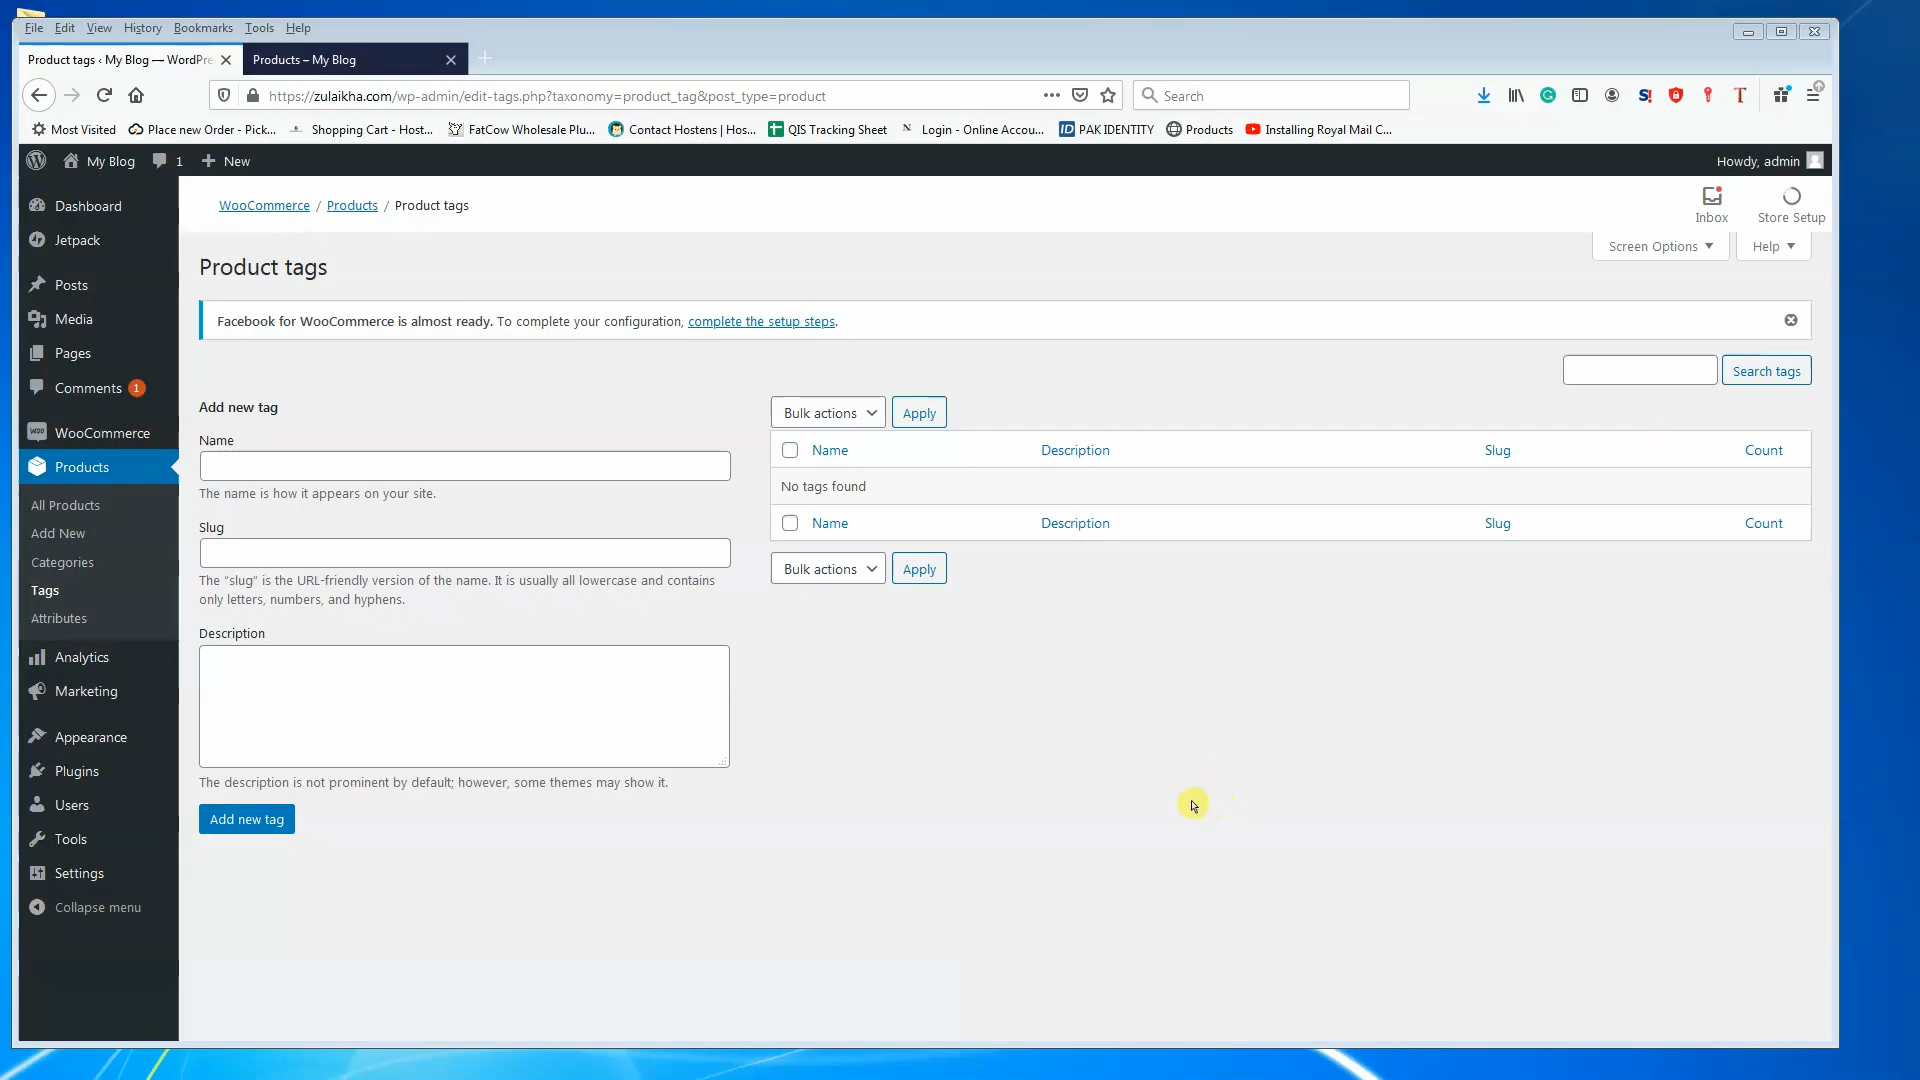 File Edit View History Bookmarks Tools Help
Product tags ‹ My Blog — WordPre
Products – My Blog
https://zulaikha.com/wp-admin/edit-tags.php?taxonomy=product_tag&post_type=product
Search
Most Visited
Place new Order - Pick...
Shopping Cart - Host...
FatCow Wholesale Plu...
Contact Hostens | Hos...
QIS Tracking Sheet
Login - Online Accou...
PAK IDENTITY
Products
Installing Royal Mail C...
My Blog 1 New
Howdy, admin
Dashboard
Jetpack
Posts
Media
Pages
Comments 1
WooCommerce
Products
All Products
Add New
Categories
Tags
Attributes
Analytics
Marketing
Appearance
Plugins
Users
Tools
Settings
Collapse menu
WooCommerce / Products / Product tags
Inbox
Store Setup
Screen Options
Help
Product tags
Facebook for WooCommerce is almost ready. To complete your configuration, complete the setup steps.
Search tags
Add new tag
Name
The name is how it appears on your site.
Slug
The “slug” is the URL-friendly version of the name. It is usually all lowercase and contains
only letters, numbers, and hyphens.
Description
The description is not prominent by default; however, some themes may show it.
Add new tag
Bulk actions Apply
Name Description Slug Count
No tags found
Name Description Slug Count
Bulk actions Apply